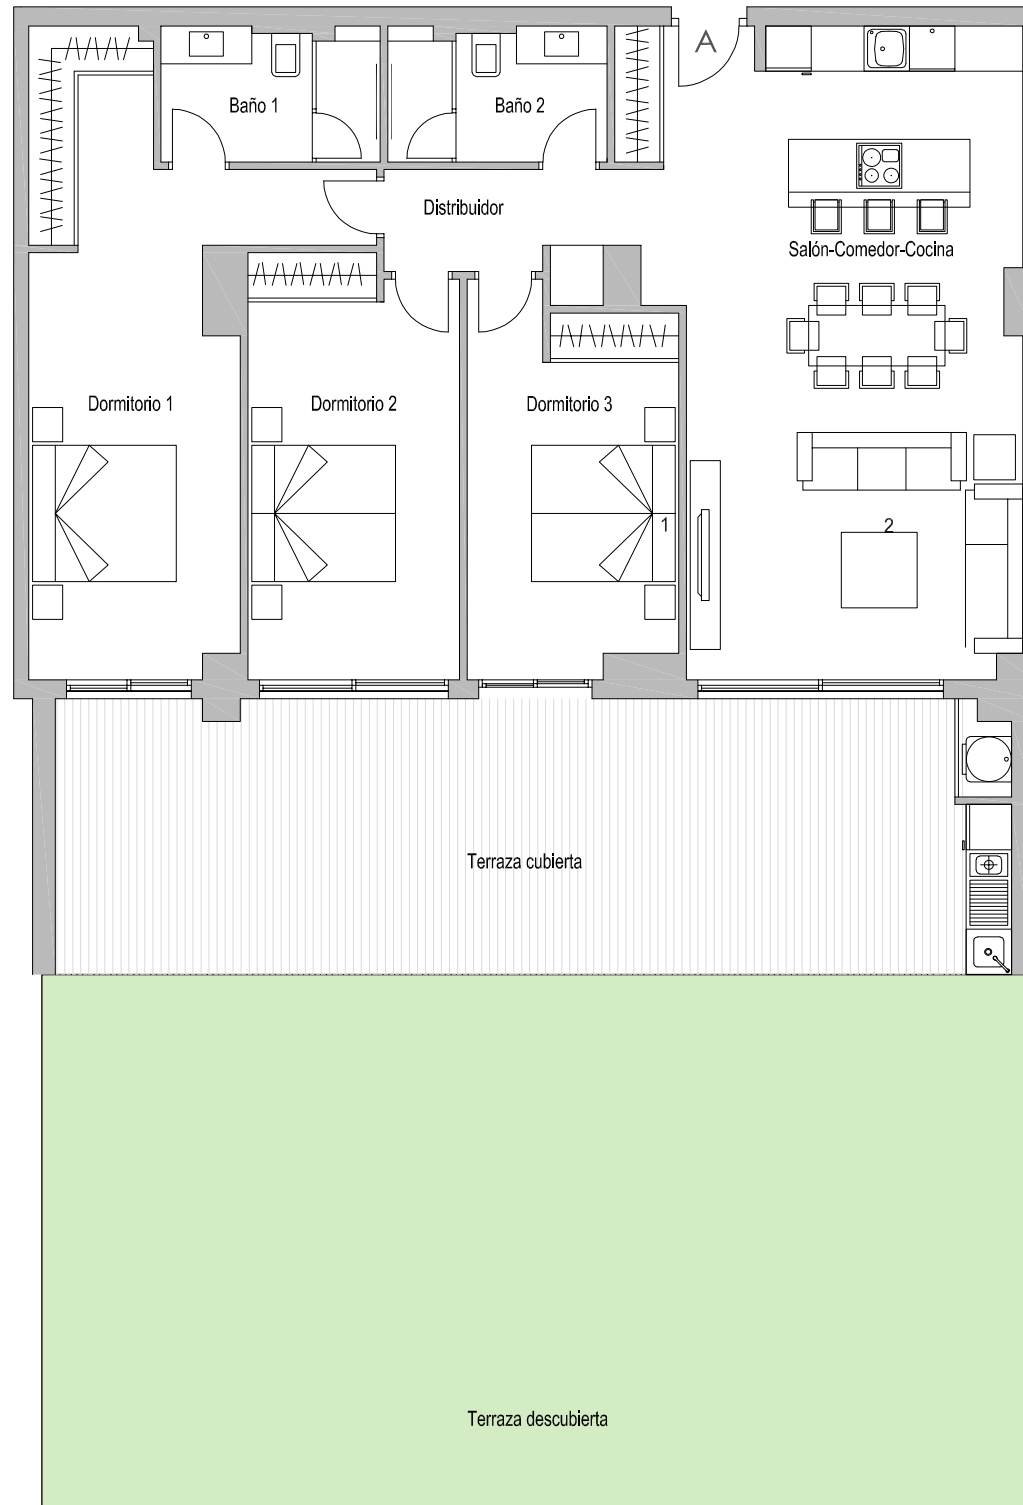 A
Baño 1
Baño 2
Distribuidor
Salón-Comedor-Cocina
Dormitorio 1
Dormitorio 2
Dormitorio 3
1
2
Terraza cubierta
Terraza descubierta